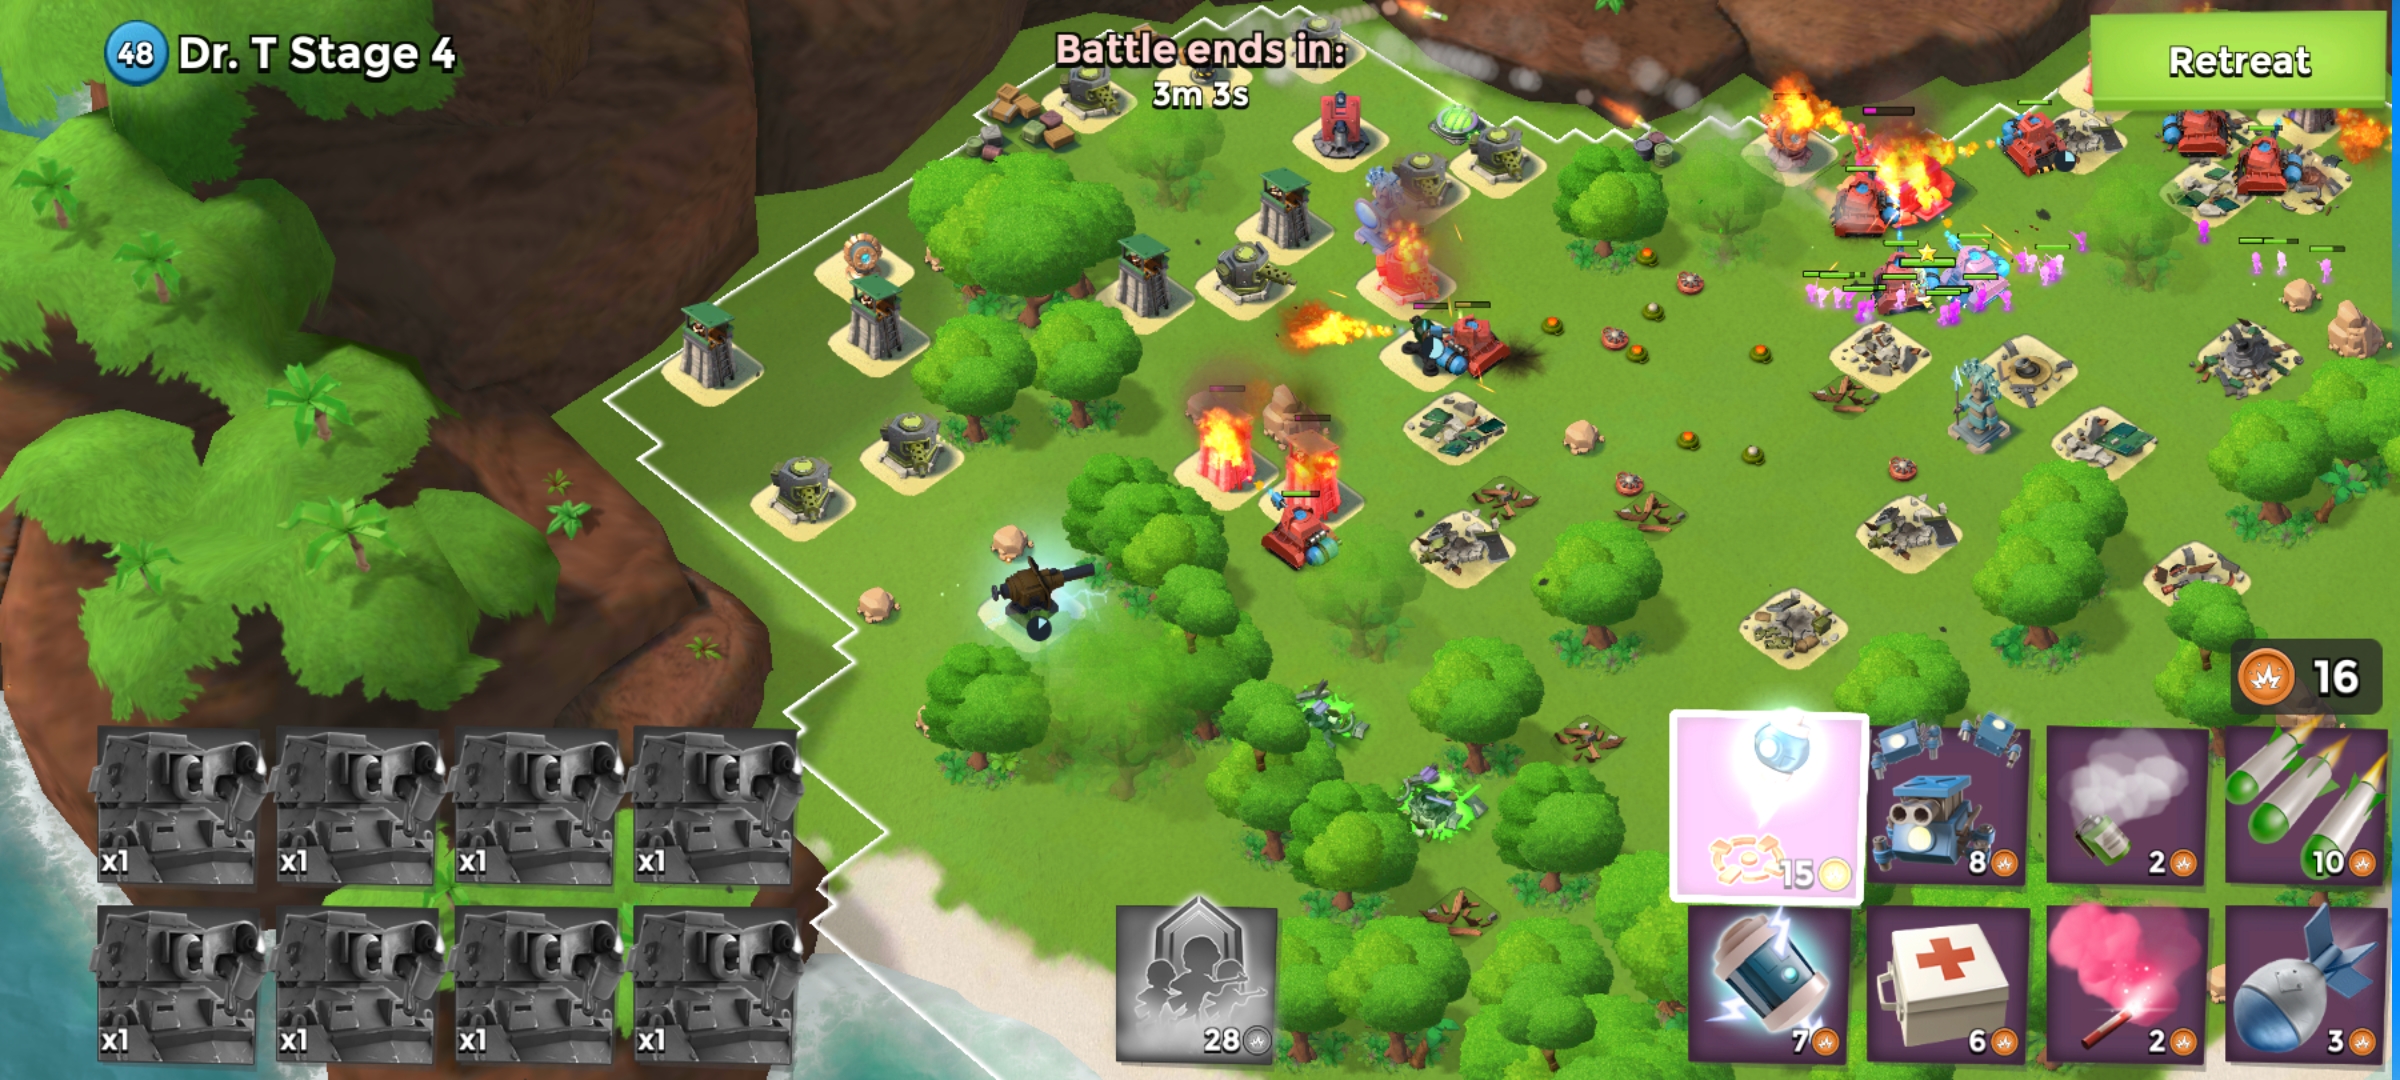 48 Dr. T Stage 4
Battle ends in:
3m 3s
Retreat
16
x1 x1 x1 x1
15 8 2 10
x1 x1 x1 x1
28 7 6 2 3